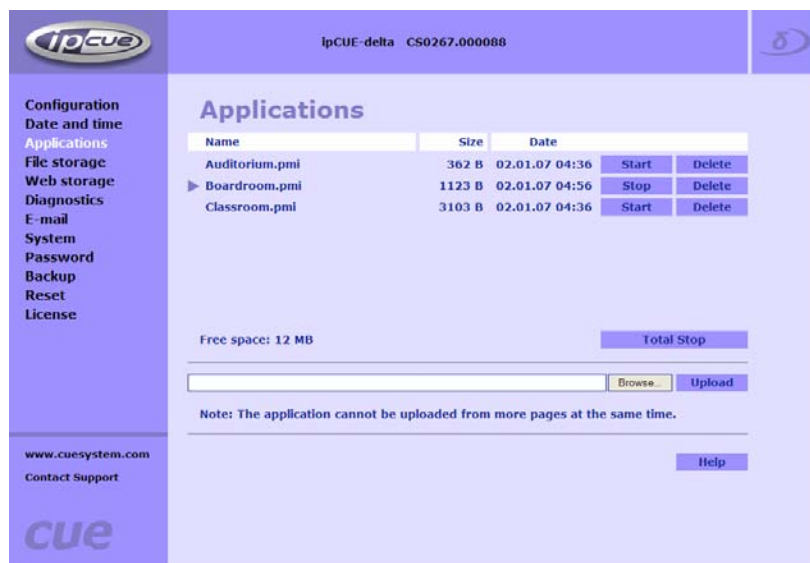 ipcue
ipCUE-delta CS0267.000088
δ
Configuration
Date and time
Applications
File storage
Web storage
Diagnostics
E-mail
System
Password
Backup
Reset
License
www.cuesystem.com
Contact Support
cue
Applications
Name Size Date
Auditorium.pmi 362 B 02.01.07 04:36 Start Delete
Boardroom.pmi 1123 B 02.01.07 04:56 Stop Delete
Classroom.pmi 3103 B 02.01.07 04:36 Start Delete
Free space: 12 MB Total Stop
Browse... Upload
Note: The application cannot be uploaded from more pages at the same time.
Help